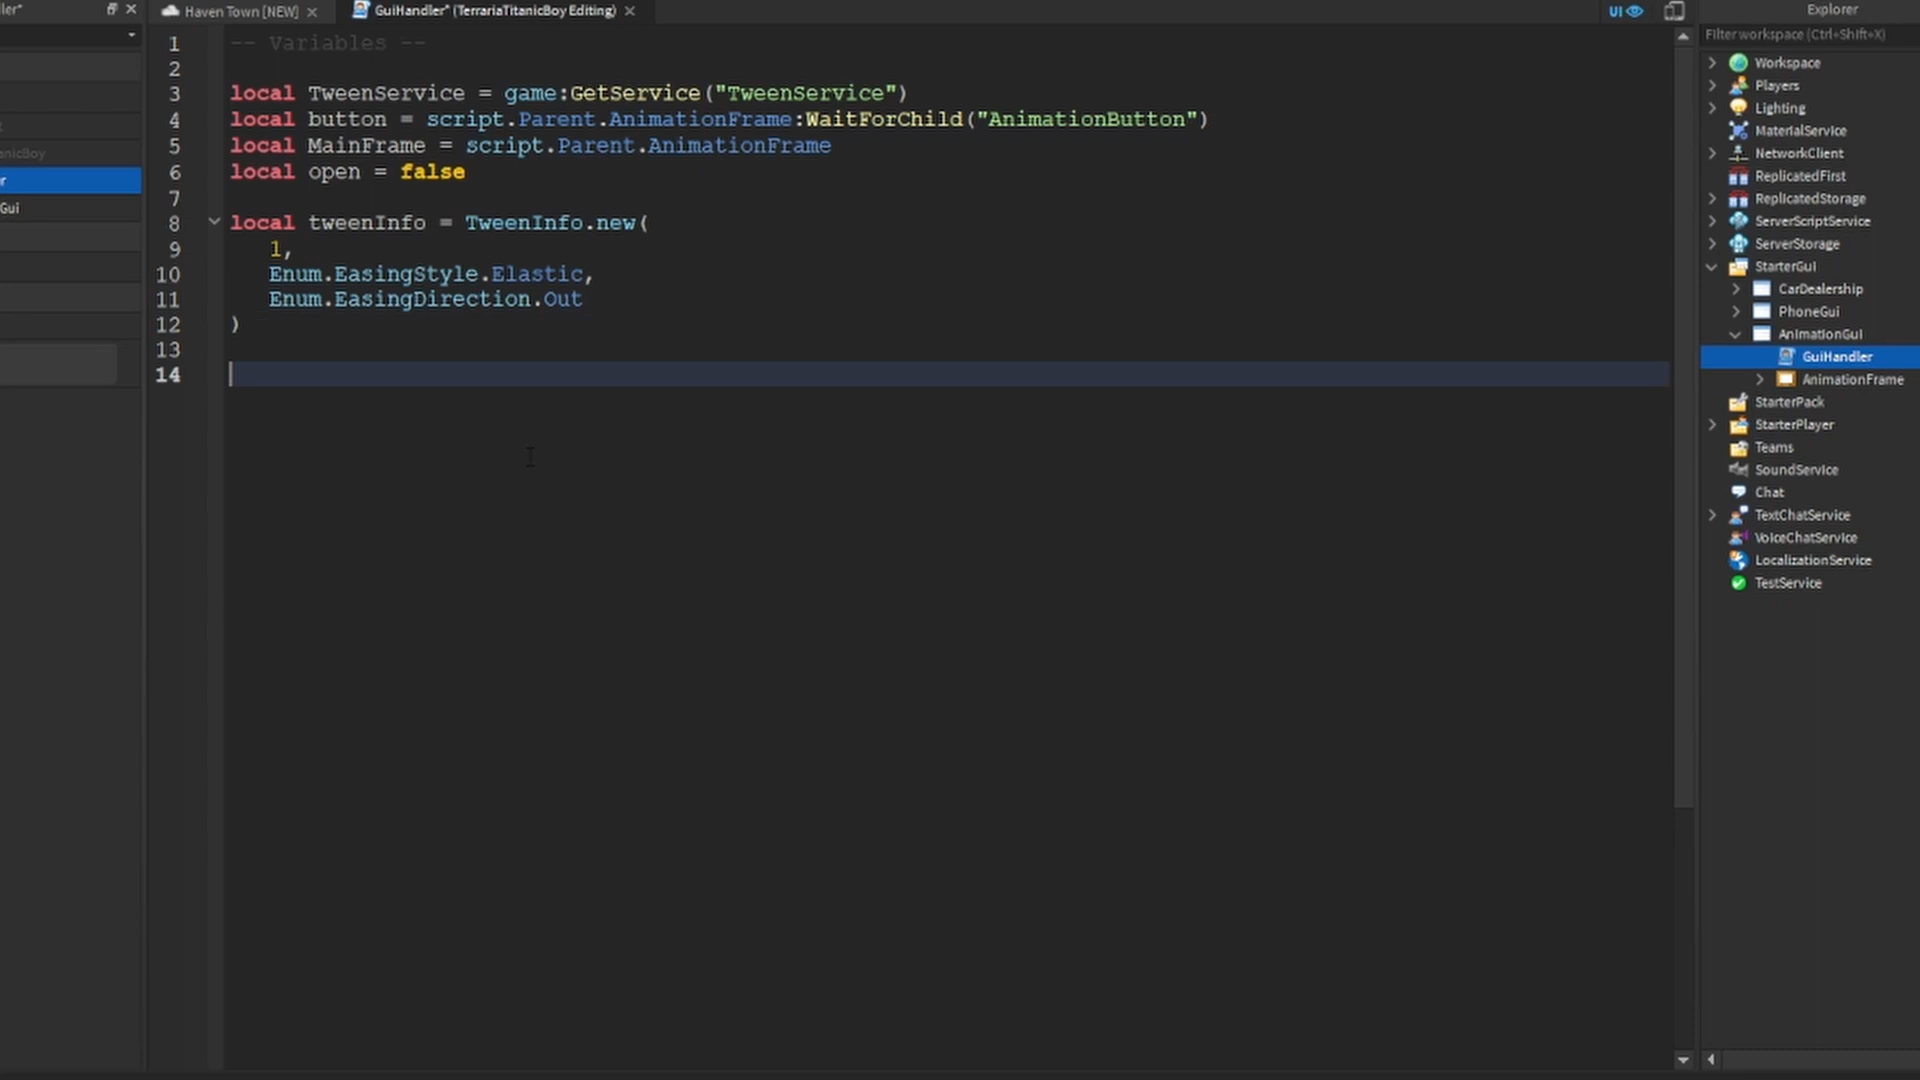 ller*
Haven Town [NEW]
GuiHandler* (TerrariaTitanicBoy Editing)
UI
Explorer
Filter workspace (Ctrl+Shift+X)
anicBoy
r
Gui
1 -- Variables --
2
3 local TweenService = game:GetService("TweenService")
4 local button = script.Parent.AnimationFrame:WaitForChild("AnimationButton")
5 local MainFrame = script.Parent.AnimationFrame
6 local open = false
7
8 local tweenInfo = TweenInfo.new(
9 1,
10 Enum.EasingStyle.Elastic,
11 Enum.EasingDirection.Out
12 )
13
14
Workspace
Players
Lighting
MaterialService
NetworkClient
ReplicatedFirst
ReplicatedStorage
ServerScriptService
ServerStorage
StarterGui
CarDealership
PhoneGui
AnimationGui
GuiHandler
AnimationFrame
StarterPack
StarterPlayer
Teams
SoundService
Chat
TextChatService
VoiceChatService
LocalizationService
TestService